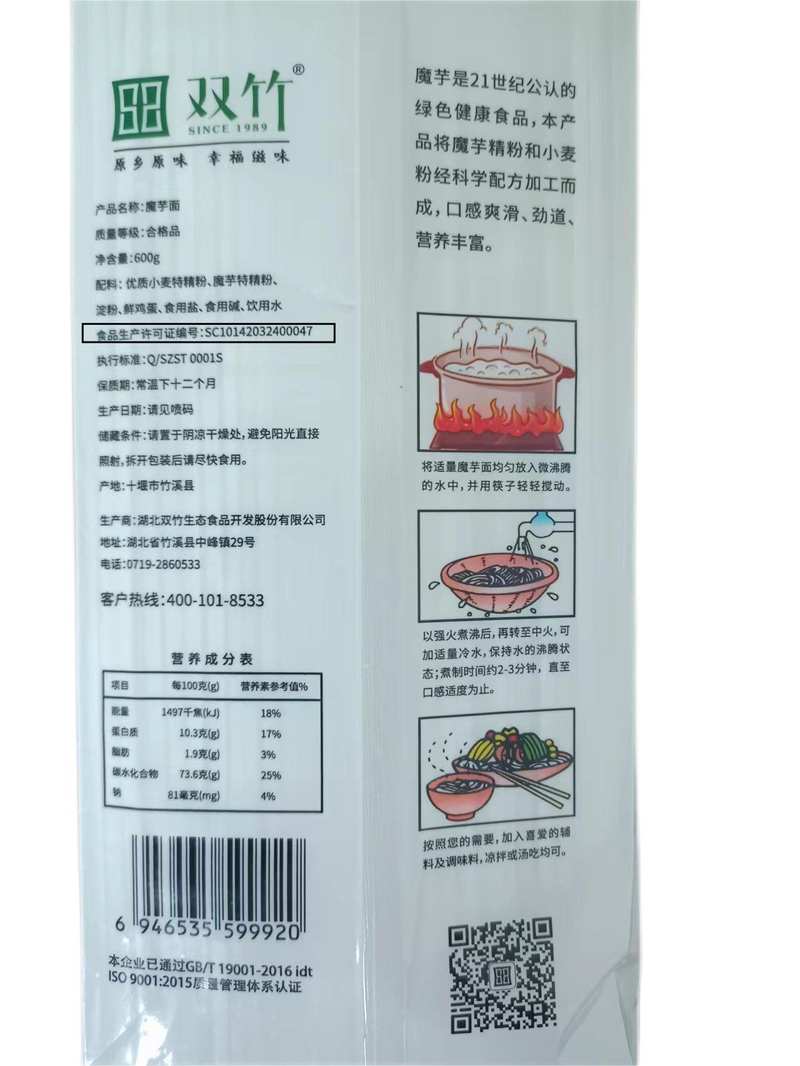 双竹®
SINCE 1989
原乡原味 幸福滋味
产品名称:魔芋面
质量等级:合格品
净含量:600g
配料:优质小麦特精粉、魔芋特精粉、
淀粉、鲜鸡蛋、食用盐、食用碱、饮用水
食品生产许可证编号:SC10142032400047
执行标准:Q/SZST 0001S
保质期:常温下十二个月
生产日期:请见喷码
储藏条件:请置于阴凉干燥处,避免阳光直接
照射,拆开包装后请尽快食用。
产地:十堰市竹溪县
生产商:湖北双竹生态食品开发股份有限公司
地址:湖北省竹溪县中峰镇29号
电话:0719-2860533
客户热线:400-101-8533
营养成分表
项目 每100克(g) 营养素参考值%
能量 1497千焦(kJ) 18%
蛋白质 10.3克(g) 17%
脂肪 1.9克(g) 3%
碳水化合物 73.6克(g) 25%
钠 81毫克(mg) 4%
6 946535 599920
本企业已通过GB/T 19001-2016 idt
ISO 9001:2015质量管理体系认证
魔芋是21世纪公认的
绿色健康食品,本产
品将魔芋精粉和小麦
粉经科学配方加工而
成,口感爽滑、劲道、
营养丰富。
将适量魔芋面均匀放入微沸腾
的水中,并用筷子轻轻搅动。
以强火煮沸后,再转至中火,可
加适量冷水,保持水的沸腾状
态;煮制时间约2-3分钟,直至
口感适度为止。
按照您的需要,加入喜爱的辅
料及调味料,凉拌或汤吃均可。